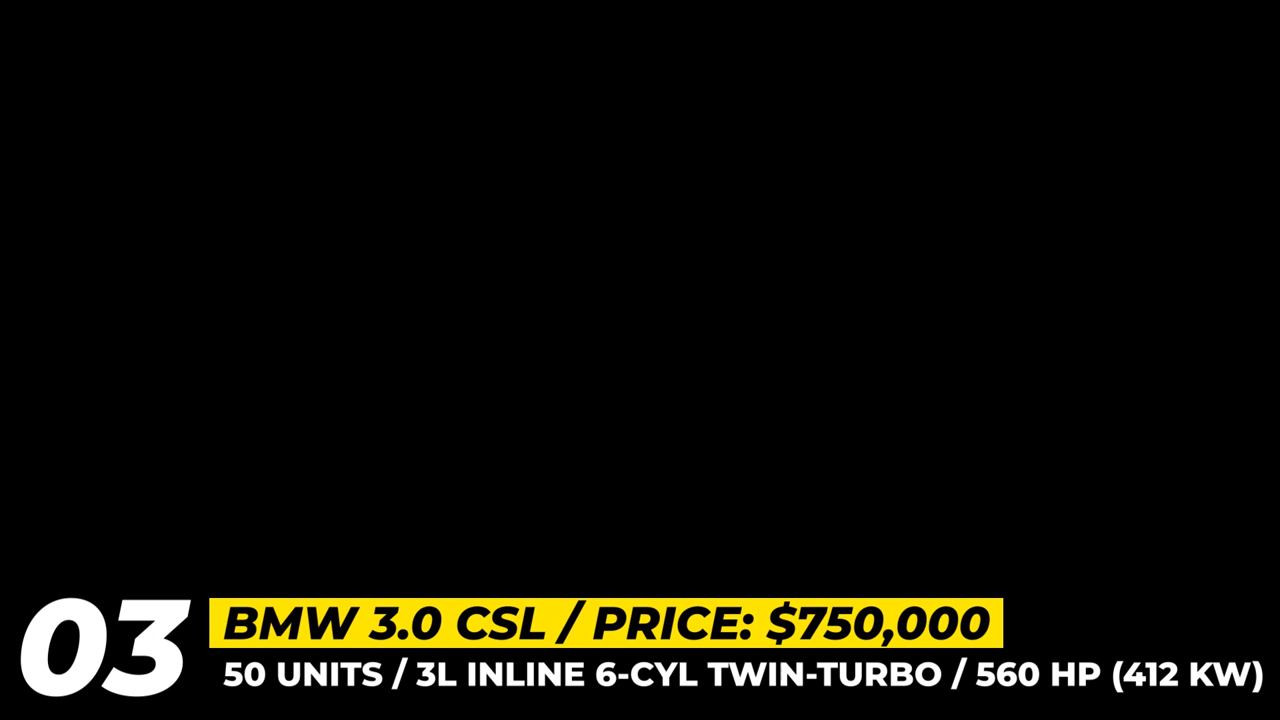 03
BMW 3.0 CSL / PRICE: $750,000
50 UNITS / 3L INLINE 6-CYL TWIN-TURBO / 560 HP (412 KW)